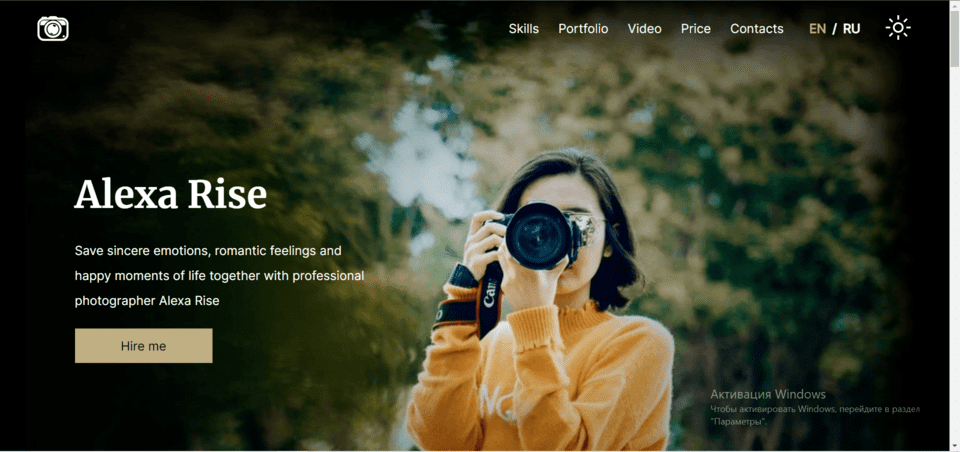 Skills Portfolio Video Price Contacts EN / RU
Alexa Rise
Save sincere emotions, romantic feelings and
happy moments of life together with professional
photographer Alexa Rise
Hire me
Can
Активация Windows
Чтобы активировать Windows, перейдите в раздел
"Параметры".